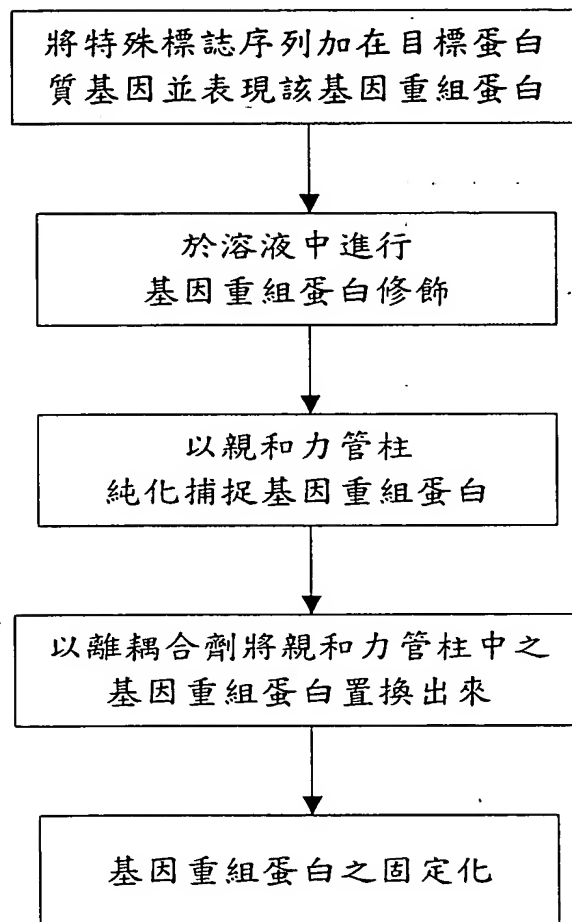 將特殊標誌序列加在目標蛋白
質基因並表現該基因重組蛋白
於溶液中進行
基因重組蛋白修飾
以親和力管柱
純化捕捉基因重組蛋白
以離耦合劑將親和力管柱中之
基因重組蛋白置換出來
基因重組蛋白之固定化